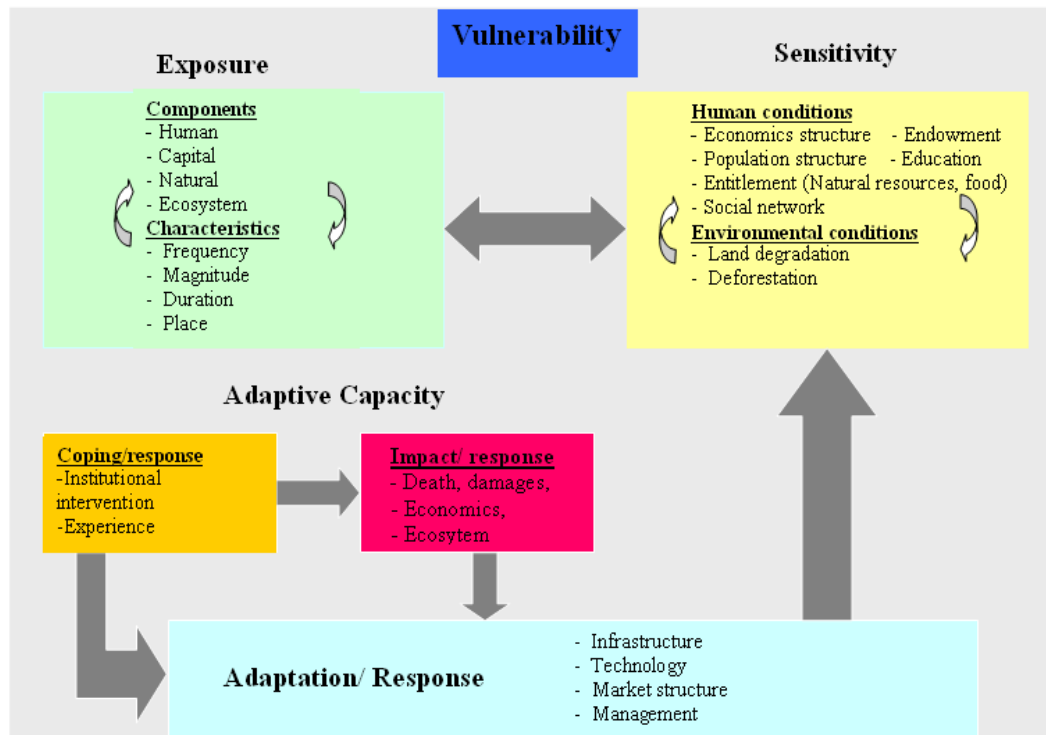 Vulnerability
Exposure
Sensitivity
Components
- Human
- Capital
- Natural
- Ecosystem
Characteristics
- Frequency
- Magnitude
- Duration
- Place
Human conditions
- Economics structure - Endowment
- Population structure - Education
- Entitlement (Natural resources, food)
- Social network
Environmental conditions
- Land degradation
- Deforestation
Adaptive Capacity
Coping/response
-Institutional
intervention
-Experience
Impact/ response
- Death, damages,
- Economics,
- Ecosytem
Adaptation/ Response
- Infrastructure
- Technology
- Market structure
- Management